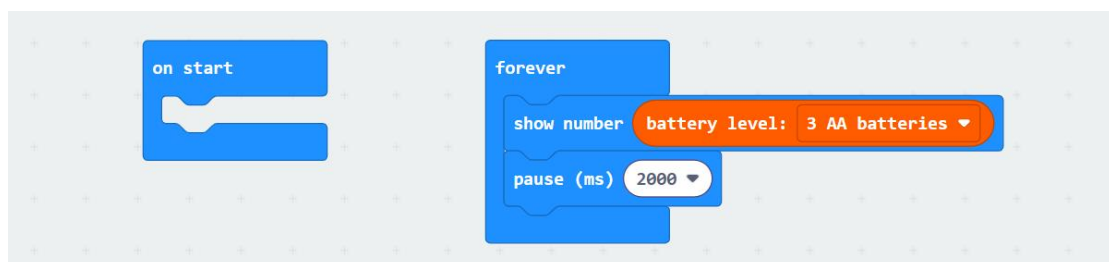 on start
forever
show number battery level: 3 AA batteries
pause (ms) 2000